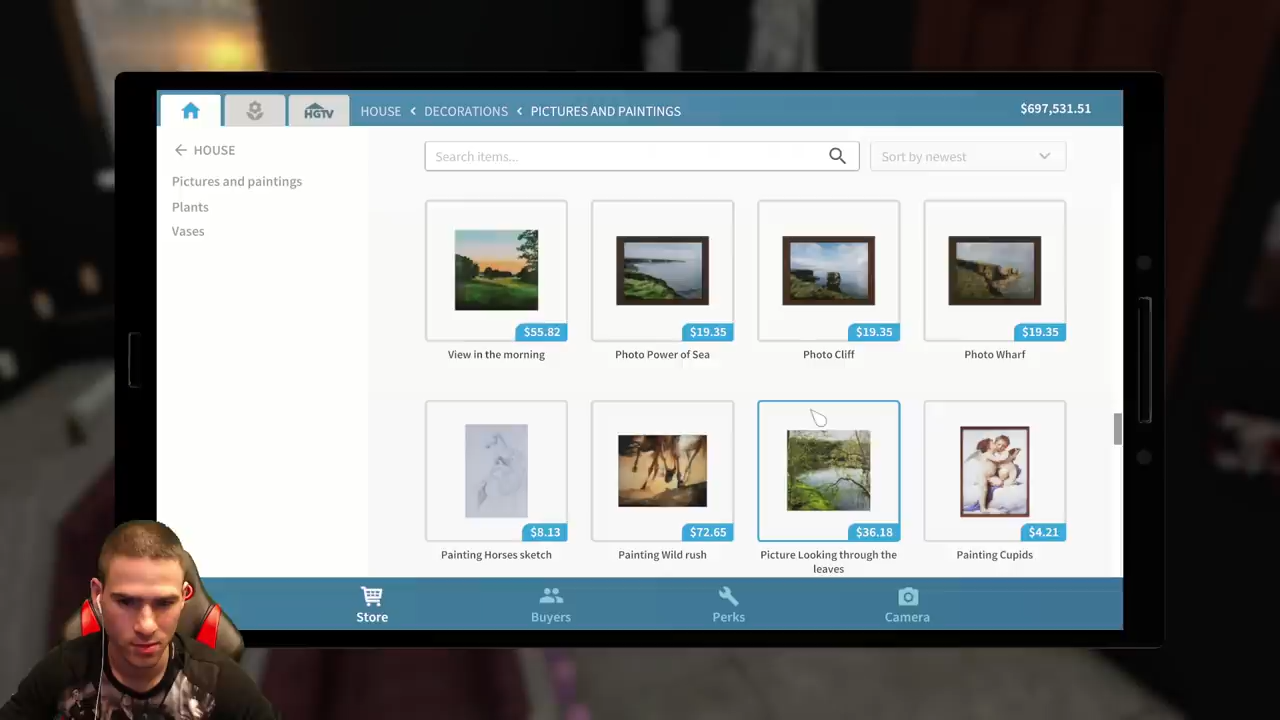 HGTV
HOUSE < DECORATIONS < PICTURES AND PAINTINGS
$697,531.51
← HOUSE
Pictures and paintings
Plants
Vases
Search items...
Sort by newest
$55.82
$19.35
$19.35
$19.35
View in the morning
Photo Power of Sea
Photo Cliff
Photo Wharf
$8.13
$72.65
$36.18
$4.21
Painting Horses sketch
Painting Wild rush
Picture Looking through the
leaves
Painting Cupids
Store
Buyers
Perks
Camera